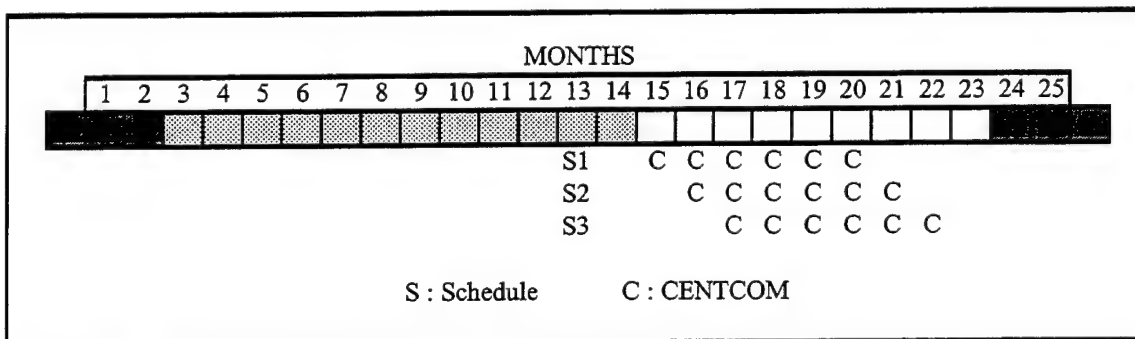 MONTHS
1 2 3 4 5 6 7 8 9 10 11 12 13 14 15 16 17 18 19 20 21 22 23 24 25
S1 C C C C C C
S2 C C C C C C
S3 C C C C C C
S : Schedule C : CENTCOM